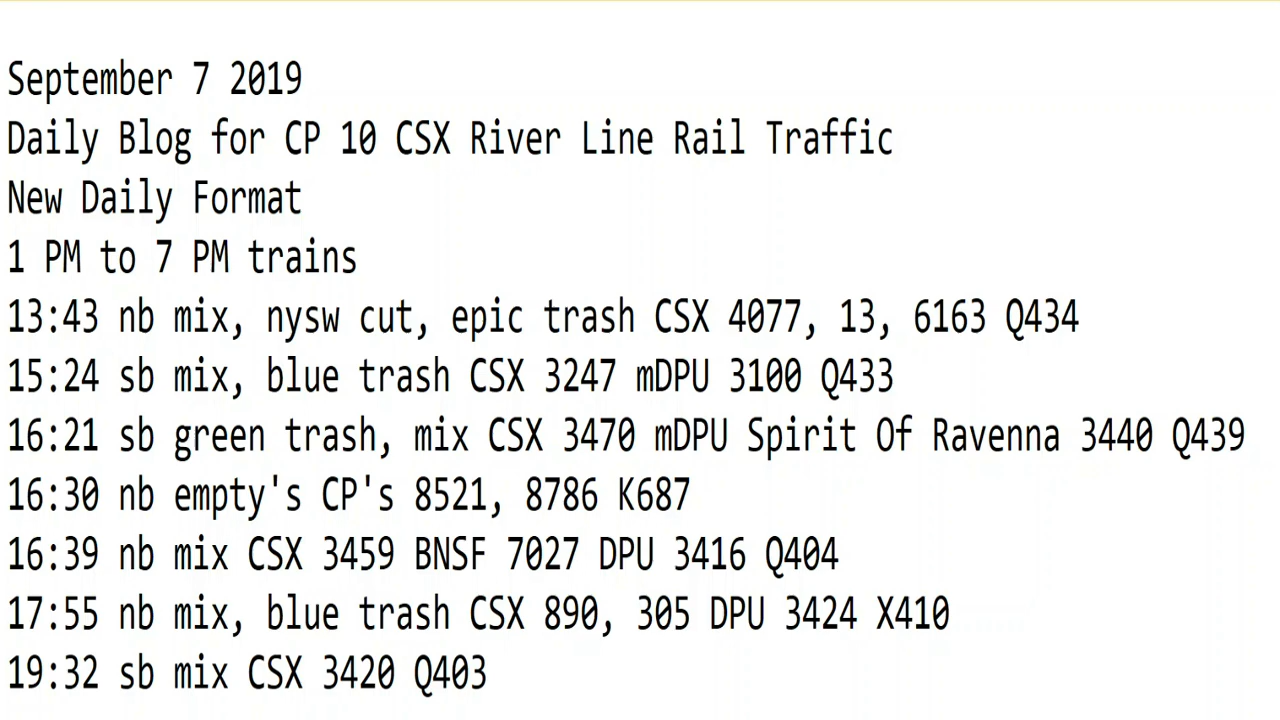 September 7 2019
Daily Blog for CP 10 CSX River Line Rail Traffic
New Daily Format
1 PM to 7 PM trains
13:43 nb mix, nysw cut, epic trash CSX 4077, 13, 6163 Q434
15:24 sb mix, blue trash CSX 3247 mDPU 3100 Q433
16:21 sb green trash, mix CSX 3470 mDPU Spirit Of Ravenna 3440 Q439
16:30 nb empty's CP's 8521, 8786 K687
16:39 nb mix CSX 3459 BNSF 7027 DPU 3416 Q404
17:55 nb mix, blue trash CSX 890, 305 DPU 3424 X410
19:32 sb mix CSX 3420 Q403